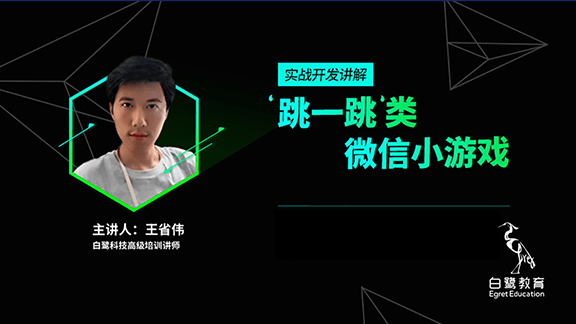 实战开发讲解
‘跳一跳’类
微信小游戏
主讲人：王省伟
白鹭科技高级培训讲师
白鹭教育
Egret Education